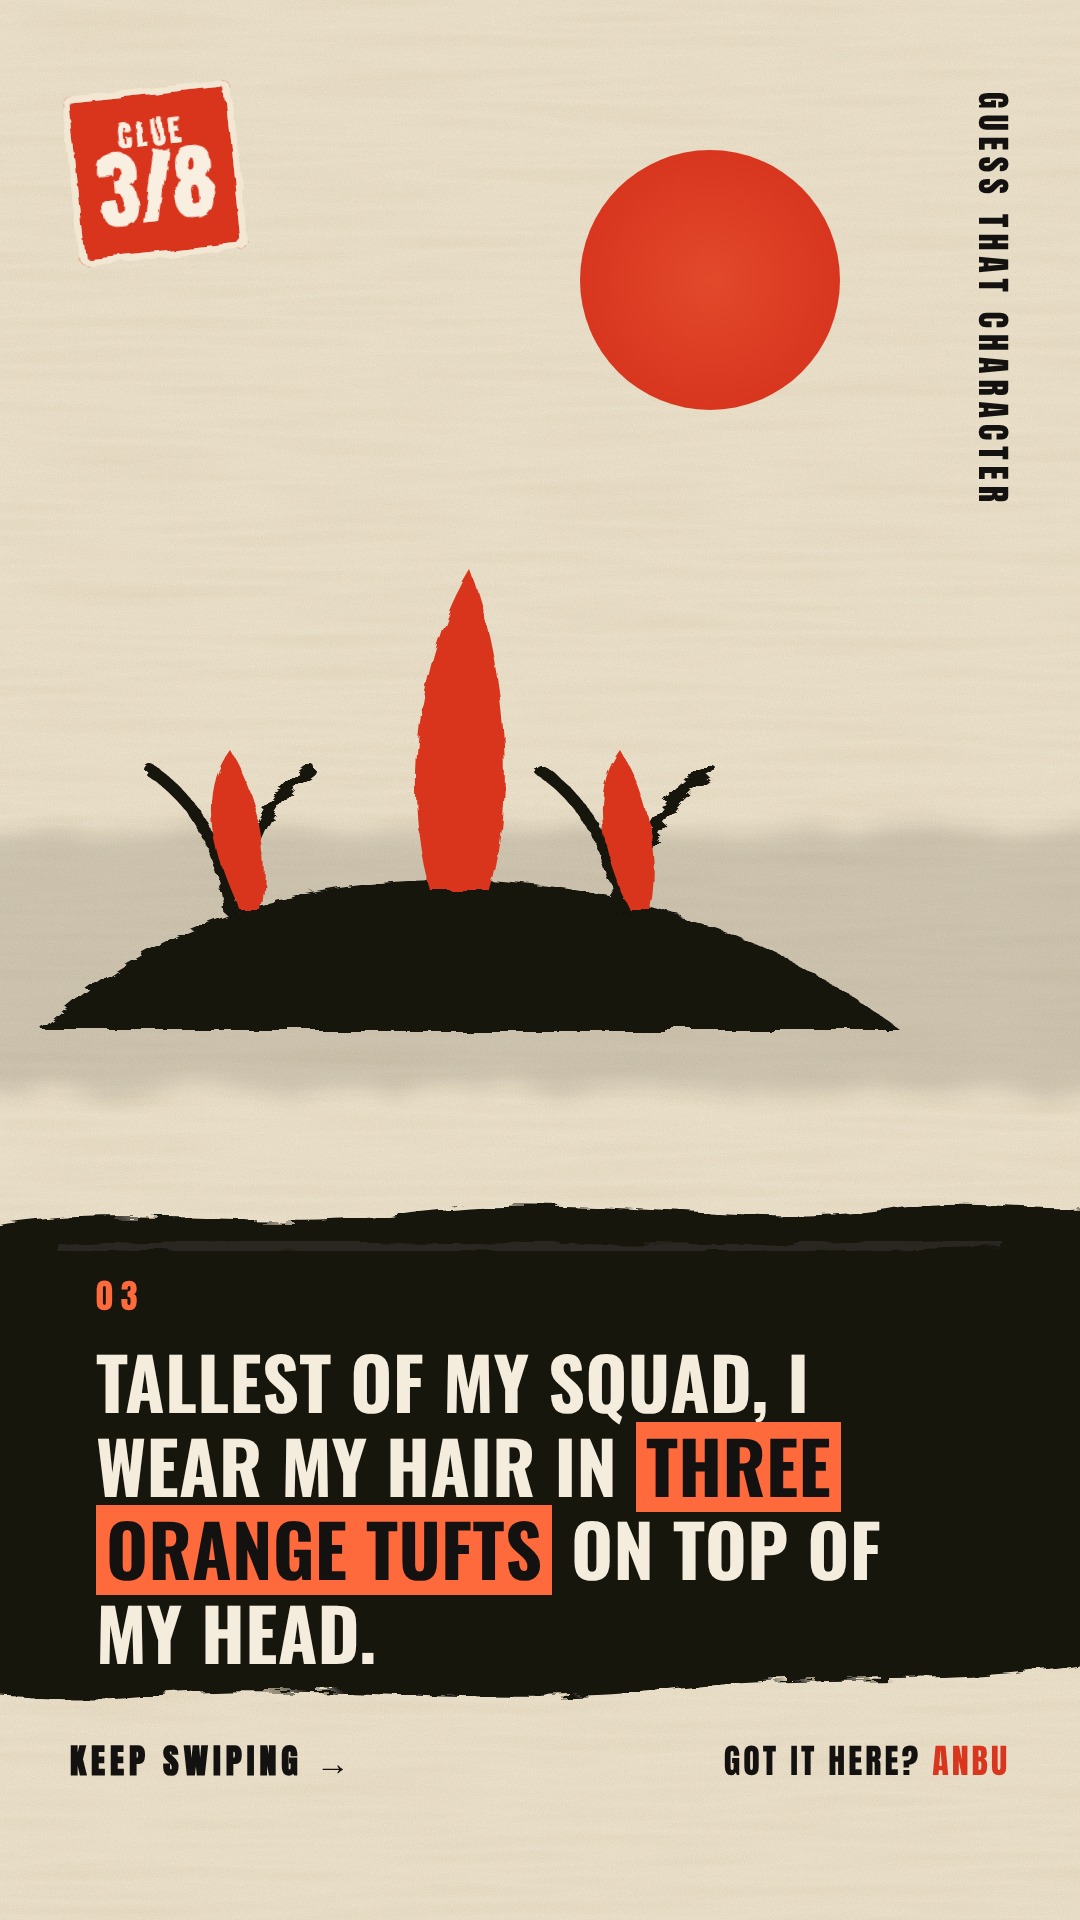 CLUE
3/8
GUESS THAT CHARACTER
03
TALLEST OF MY SQUAD, I
WEAR MY HAIR IN THREE
ORANGE TUFTS ON TOP OF
MY HEAD.
KEEP SWIPING →
GOT IT HERE? ANBU